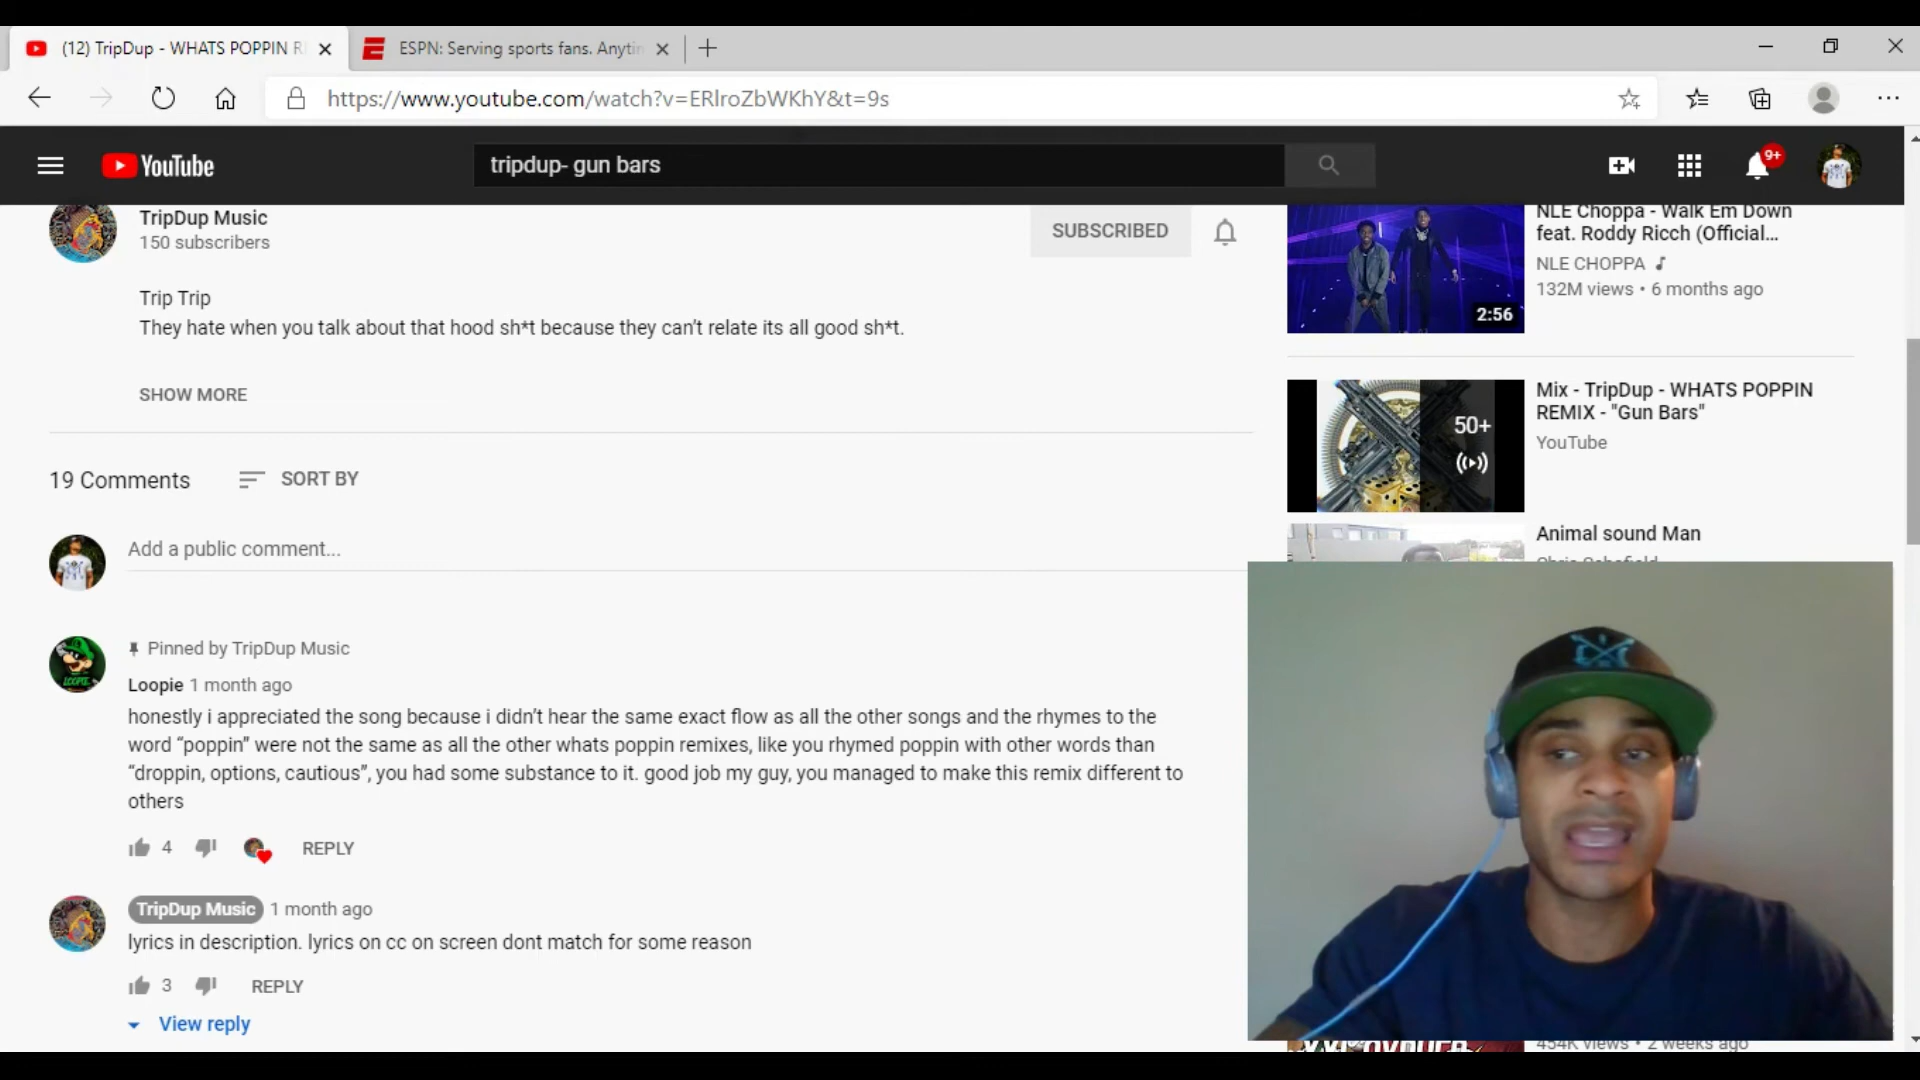 (12) TripDup - WHATS POPPIN R
ESPN: Serving sports fans. Anytin
https://www.youtube.com/watch?v=ERlroZbWKhY&t=9s
YouTube
tripdup- gun bars
9+
TripDup Music
150 subscribers
SUBSCRIBED
Trip Trip
They hate when you talk about that hood sh*t because they can't relate its all good sh*t.
SHOW MORE
19 Comments
SORT BY
Add a public comment...
Pinned by TripDup Music
Loopie 1 month ago
honestly i appreciated the song because i didn't hear the same exact flow as all the other songs and the rhymes to the
word “poppin” were not the same as all the other whats poppin remixes, like you rhymed poppin with other words than
“droppin, options, cautious”, you had some substance to it. good job my guy, you managed to make this remix different to
others
4
REPLY
TripDup Music 1 month ago
lyrics in description. lyrics on cc on screen dont match for some reason
3
REPLY
View reply
NLE Choppa - Walk Em Down
feat. Roddy Ricch (Official...
NLE CHOPPA
132M views • 6 months ago
2:56
Mix - TripDup - WHATS POPPIN
REMIX - "Gun Bars"
YouTube
50+
Animal sound Man
454K views • 2 weeks ago
LOOPIE